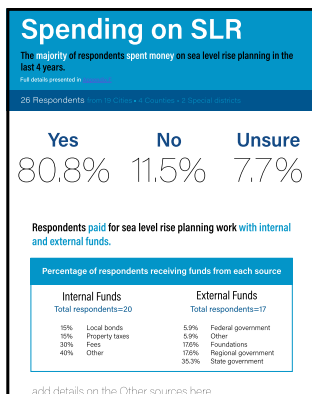 Spending on SLR
The majority of respondents spent money on sea level rise planning in the
last 4 years.
Full details presented in
26 Respondents from 19 Cities • 4 Counties • 2 Special districts
Yes No Unsure
80.8% 11.5% 7.7%
Respondents paid for sea level rise planning work with internal
and external funds.
Percentage of respondents receiving funds from each source
Internal Funds
Total respondents=20
15% Local bonds
15% Property taxes
30% Fees
40% Other
External Funds
Total respondents=17
5.9% Federal government
5.9% Other
17.6% Foundations
17.6% Regional government
35.3% State government
add details on the Other sources here